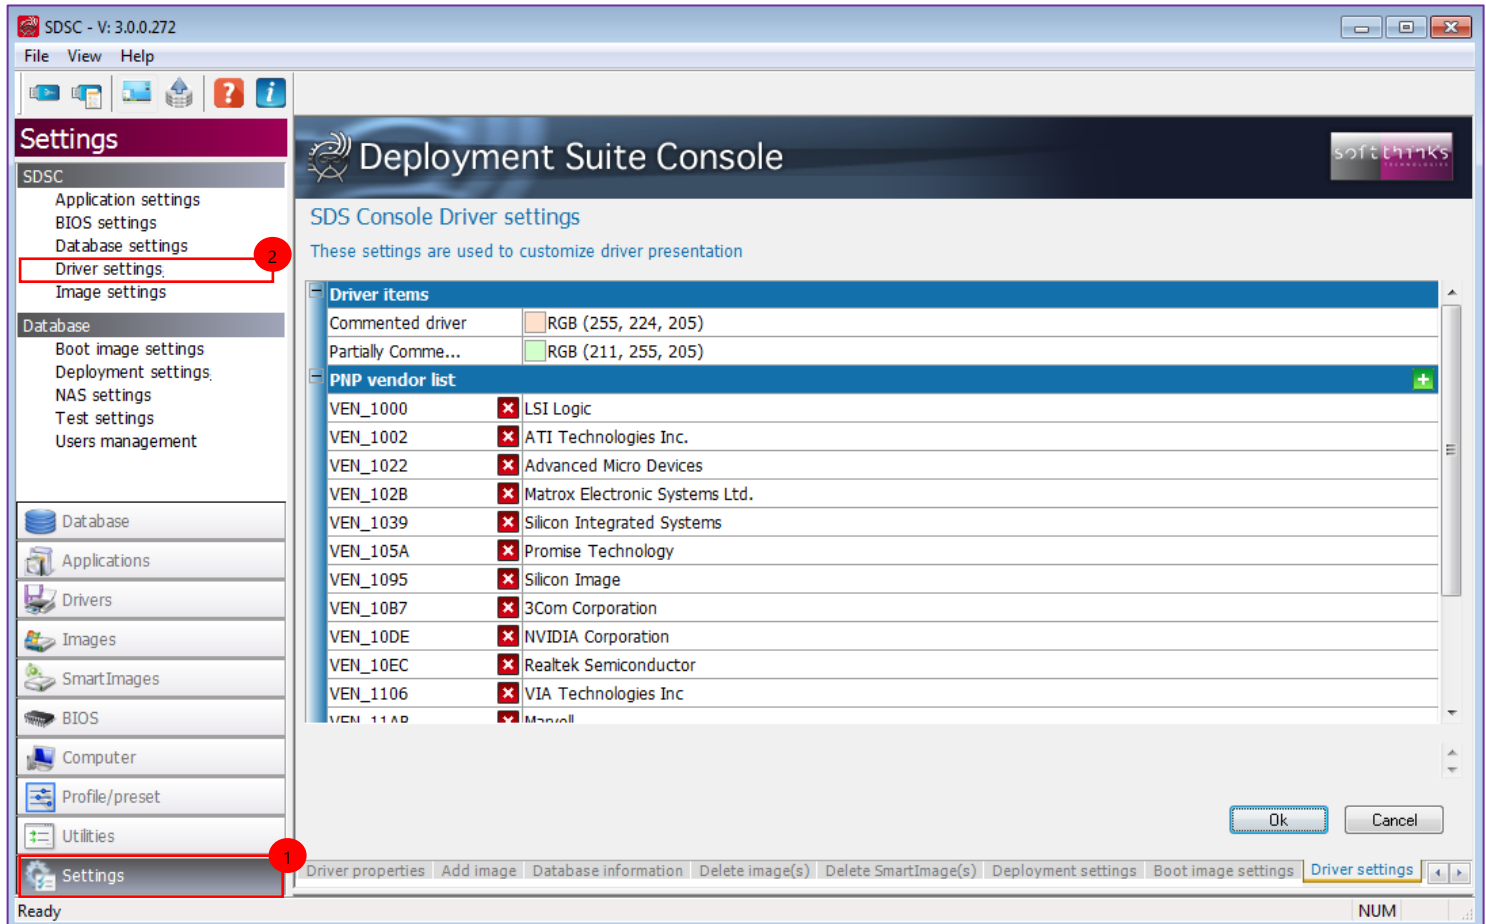 SDSC - V: 3.0.0.272
File View Help
Settings
SDSC
Application settings
BIOS settings
Database settings
Driver settings
2
Image settings
Database
Boot image settings
Deployment settings
NAS settings
Test settings
Users management
Database
Applications
Drivers
Images
SmartImages
BIOS
Computer
Profile/preset
Utilities
1
Settings
Deployment Suite Console
softthinks
TECHNOLOGIES
SDS Console Driver settings
These settings are used to customize driver presentation
Driver items
Commented driver RGB (255, 224, 205)
Partially Comme... RGB (211, 255, 205)
PNP vendor list
VEN_1000 LSI Logic
VEN_1002 ATI Technologies Inc.
VEN_1022 Advanced Micro Devices
VEN_102B Matrox Electronic Systems Ltd.
VEN_1039 Silicon Integrated Systems
VEN_105A Promise Technology
VEN_1095 Silicon Image
VEN_10B7 3Com Corporation
VEN_10DE NVIDIA Corporation
VEN_10EC Realtek Semiconductor
VEN_1106 VIA Technologies Inc
VEN_11AB Marvell
Ok Cancel
Driver properties Add image Database information Delete image(s) Delete SmartImage(s) Deployment settings Boot image settings Driver settings
Ready NUM